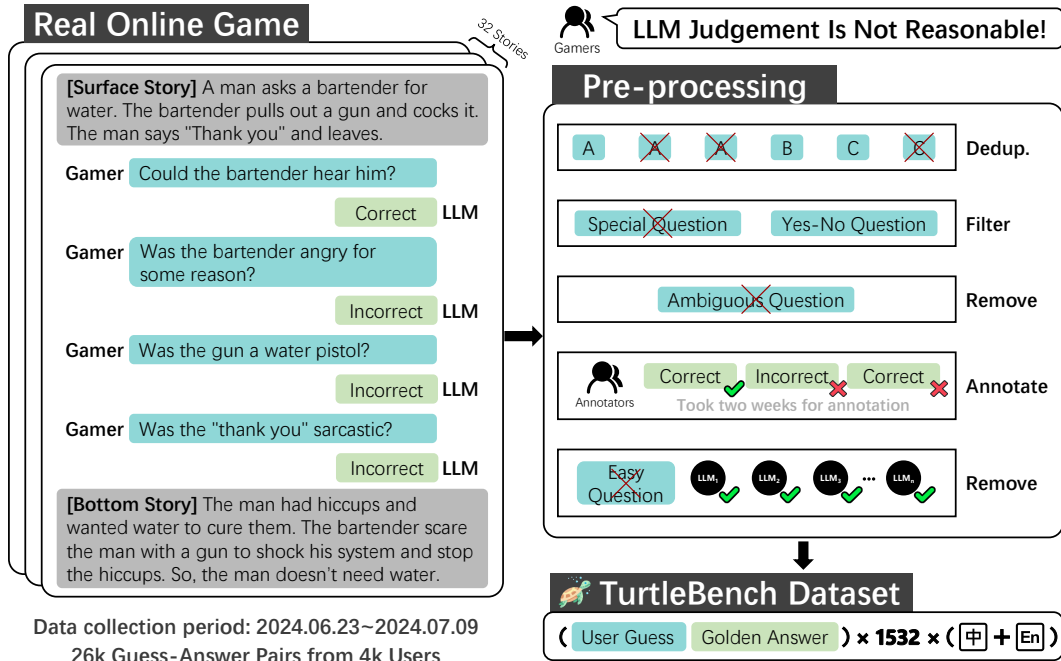 Real Online Game
32 Stories
[Surface Story] A man asks a bartender for
water. The bartender pulls out a gun and cocks it.
The man says "Thank you" and leaves.
Gamer Could the bartender hear him?
Correct LLM
Gamer Was the bartender angry for
some reason?
Incorrect LLM
Gamer Was the gun a water pistol?
Incorrect LLM
Gamer Was the "thank you" sarcastic?
Incorrect LLM
[Bottom Story] The man had hiccups and
wanted water to cure them. The bartender scare
the man with a gun to shock his system and stop
the hiccups. So, the man doesn't need water.
Data collection period: 2024.06.23~2024.07.09
26k Guess-Answer Pairs from 4k Users
Gamers
LLM Judgement Is Not Reasonable!
Pre-processing
A A A B C C Dedup.
Special Question Yes-No Question Filter
Ambiguous Question Remove
Annotators Correct Incorrect Correct Annotate
Took two weeks for annotation
Easy
Question LLM₁ LLM₂ LLM₃ ... LLMₙ Remove
TurtleBench Dataset
( User Guess Golden Answer ) × 1532 × ( 中 + En )